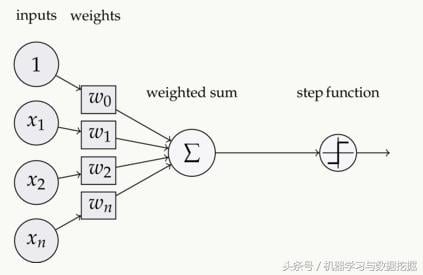 inputs weights
1
w0
weighted sum
step function
x1
w1
Σ
x2
w2
wn
xn
头条号 / 机器学习与数据挖掘